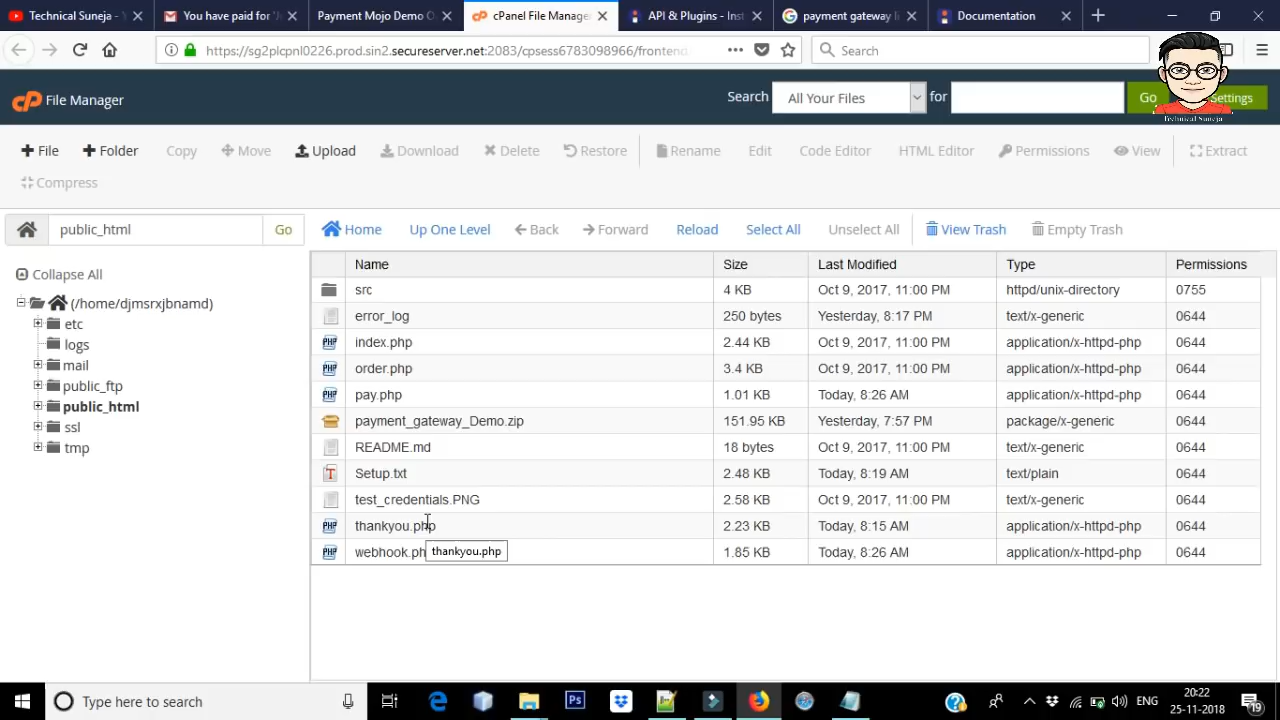 Technical Suneja - Y
You have paid for 'J
Payment Mojo Demo O
cPanel File Manager
API & Plugins - Inst
payment gateway li
Documentation
https://sg2plcpnl0226.prod.sin2.secureserver.net:2083/cpsess6783098966/frontend
Search
cP File Manager
Search All Your Files for Go Settings
Technical Suneja
File Folder Copy Move Upload Download Delete Restore Rename Edit Code Editor HTML Editor Permissions View Extract
Compress
public_html Go Home Up One Level Back Forward Reload Select All Unselect All View Trash Empty Trash
Collapse All
(/home/djmsrxjbnamd)
etc
logs
mail
public_ftp
public_html
ssl
tmp
Name Size Last Modified Type Permissions
src 4 KB Oct 9, 2017, 11:00 PM httpd/unix-directory 0755
error_log 250 bytes Yesterday, 8:17 PM text/x-generic 0644
index.php 2.44 KB Oct 9, 2017, 11:00 PM application/x-httpd-php 0644
order.php 3.4 KB Oct 9, 2017, 11:00 PM application/x-httpd-php 0644
pay.php 1.01 KB Today, 8:26 AM application/x-httpd-php 0644
payment_gateway_Demo.zip 151.95 KB Yesterday, 7:57 PM package/x-generic 0644
README.md 18 bytes Oct 9, 2017, 11:00 PM text/x-generic 0644
Setup.txt 2.48 KB Today, 8:19 AM text/plain 0644
test_credentials.PNG 2.58 KB Oct 9, 2017, 11:00 PM text/x-generic 0644
thankyou.php 2.23 KB Today, 8:15 AM application/x-httpd-php 0644
webhook.ph 1.85 KB Today, 8:26 AM application/x-httpd-php 0644
thankyou.php
Type here to search
ENG
20:22
25-11-2018
19